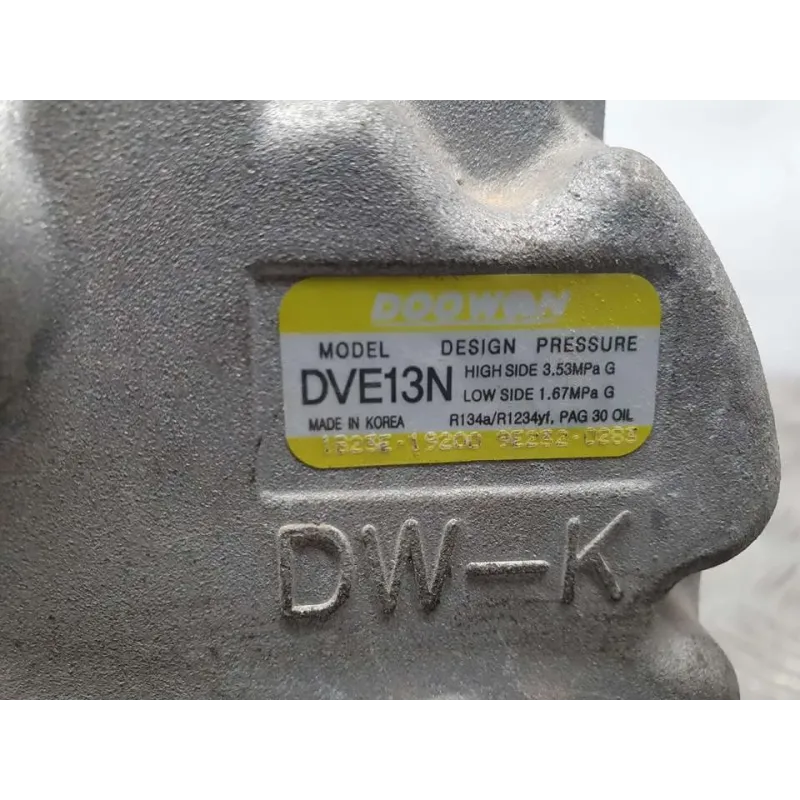 DOOWON
MODEL DESIGN PRESSURE
DVE13N HIGH SIDE 3.53MPa G
LOW SIDE 1.67MPa G
MADE IN KOREA R134a/R1234yf, PAG 30 OIL
DW-K